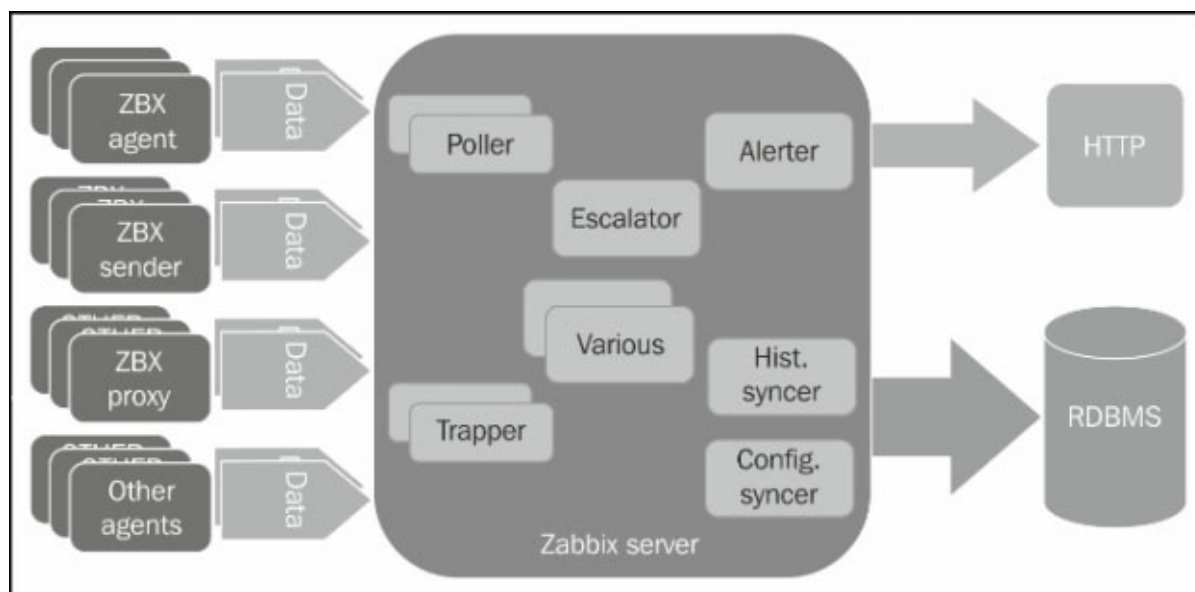 ZBX
agent
Data
Poller
Alerter
HTTP
ZBX
sender
Data
Escalator
ZBX
proxy
Data
Various
Hist.
syncer
RDBMS
Trapper
Config.
syncer
Other
agents
Data
Zabbix server